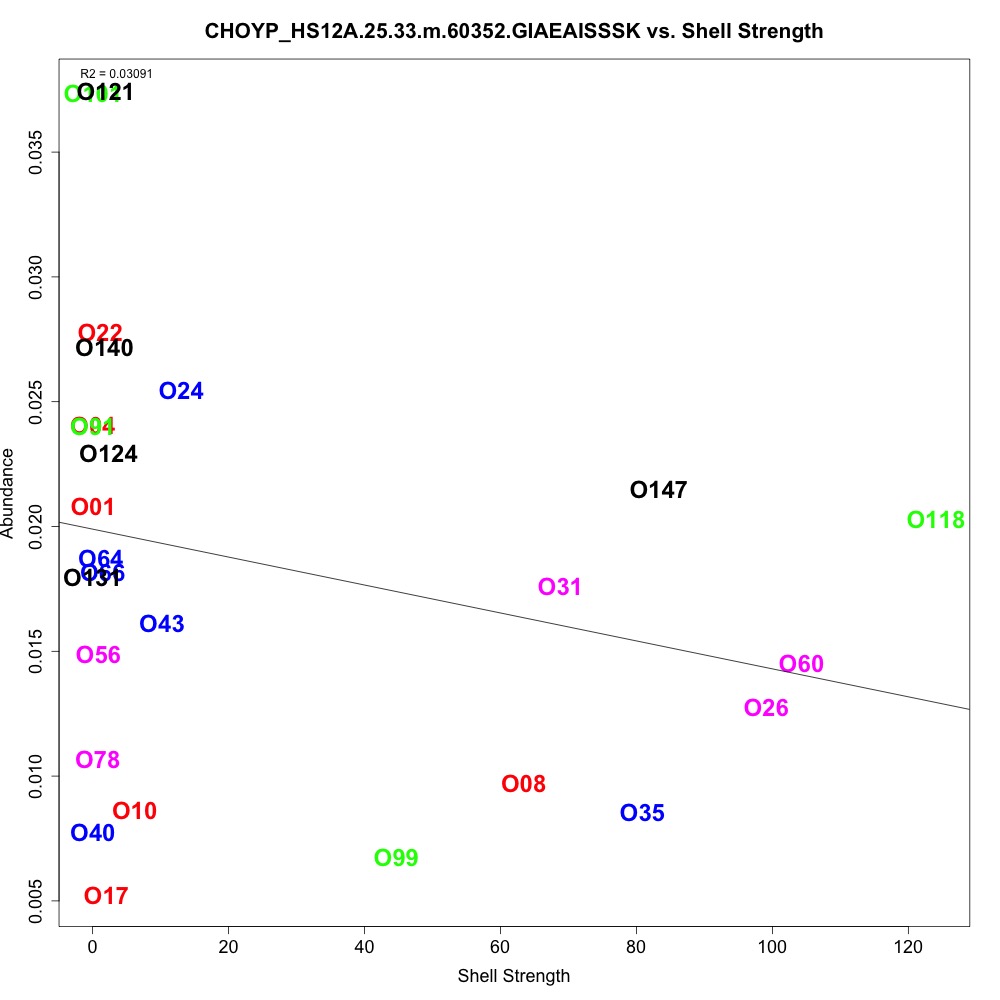 CHOYP_HS12A.25.33.m.60352.GIAEAISSSK vs. Shell Strength
R2 = 0.03091
O121
O22
O140
O24
O91
O124
O01
O147
O118
O64
O131
O31
O43
O56
O60
O26
O78
O08
O10
O35
O40
O99
O17
Abundance
0.035
0.030
0.025
0.020
0.015
0.010
0.005
0 20 40 60 80 100 120
Shell Strength